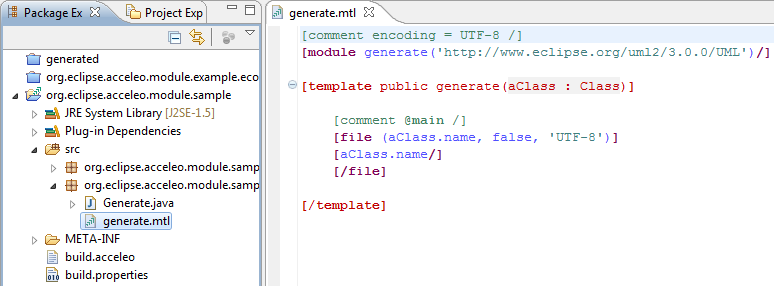 Package Ex
Project Exp
generated
org.eclipse.acceleo.module.example.eco
org.eclipse.acceleo.module.sample
JRE System Library [J2SE-1.5]
Plug-in Dependencies
src
org.eclipse.acceleo.module.samp
org.eclipse.acceleo.module.samp
Generate.java
generate.mtl
META-INF
build.acceleo
build.properties
generate.mtl
[comment encoding = UTF-8 /]
[module generate('http://www.eclipse.org/uml2/3.0.0/UML')/]
[template public generate(aClass : Class)]
[comment @main /]
[file (aClass.name, false, 'UTF-8')]
[aClass.name/]
[/file]
[/template]